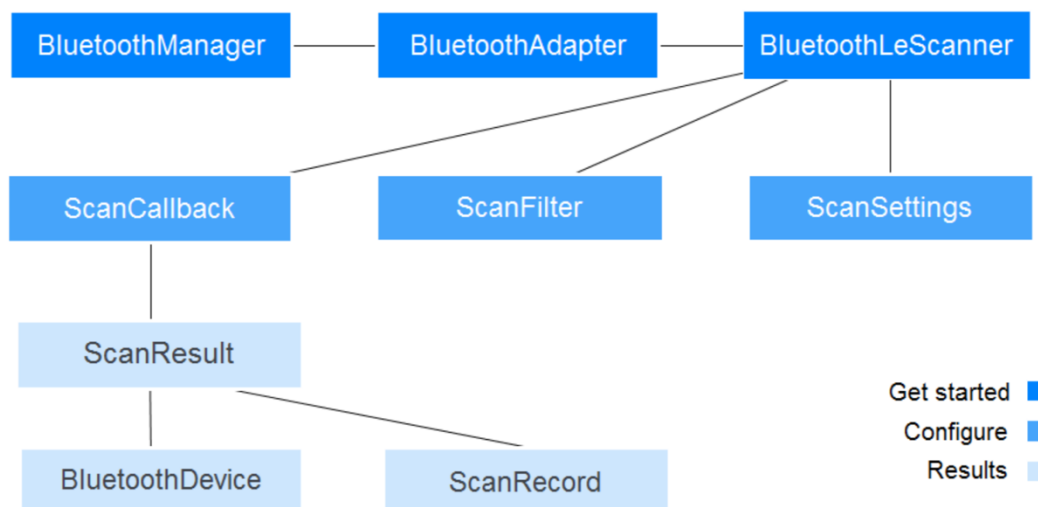 BluetoothManager
BluetoothAdapter
BluetoothLeScanner
ScanCallback
ScanFilter
ScanSettings
ScanResult
BluetoothDevice
ScanRecord
Get started
Configure
Results